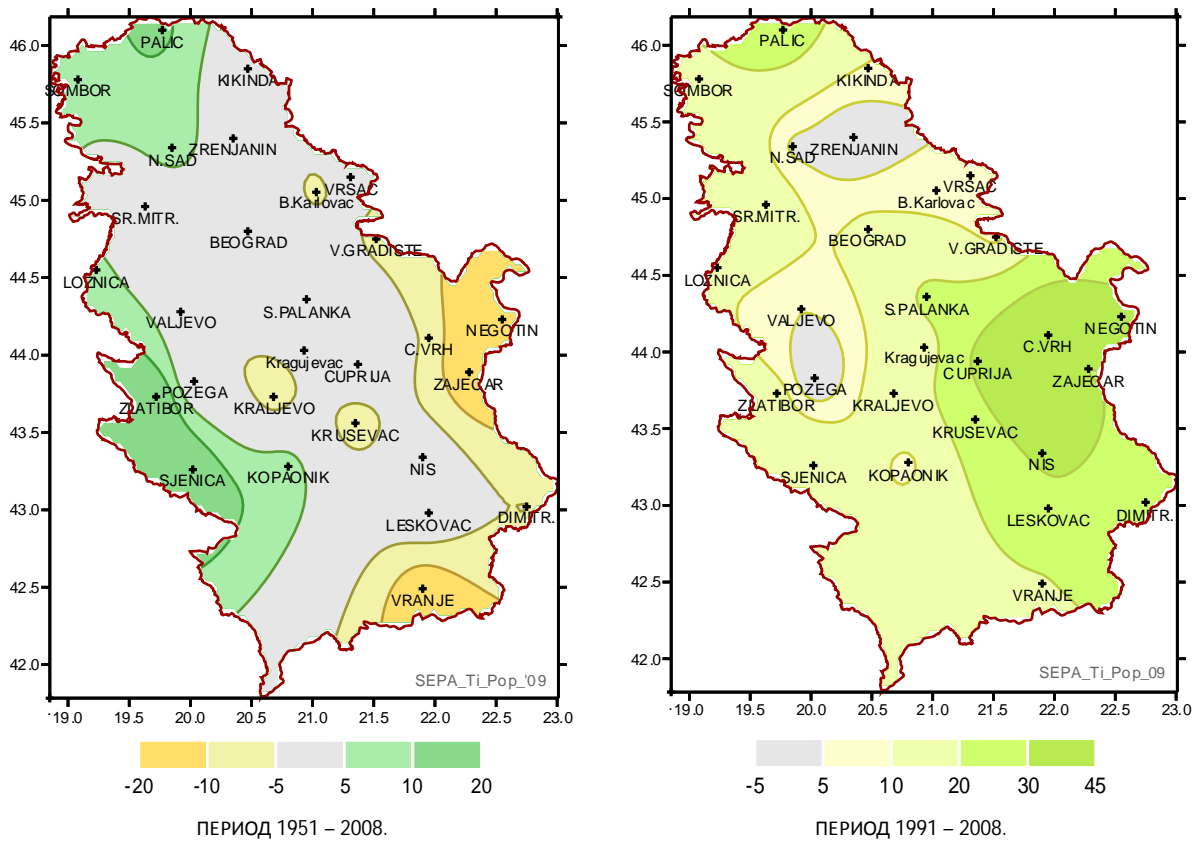 46.0
45.5
45.0
44.5
44.0
43.5
43.0
42.5
42.0
PALIC
SOMBOR
KIKINDA
ZRENJANIN
N.SAD
VRSAC
B.Karlovac
SR.MITR.
BEOGRAD
V.GRADISTE
LOZNICA
S.PALANKA
VALJEVO
NEGOTIN
C.VRH
Kragujevac
CUPRIJA
ZAJECAR
POZEGA
ZLATIBOR
KRALJEVO
KRUSEVAC
NIS
KOPAONIK
SJENICA
DIMITR.
LESKOVAC
VRANJE
SEPA_Ti_Pop_'09
19.0 19.5 20.0 20.5 21.0 21.5 22.0 22.5 23.0
-20 -10 -5 5 10 20
ПЕРИОД 1951 – 2008.
46.0
45.5
45.0
44.5
44.0
43.5
43.0
42.5
42.0
PALIC
SOMBOR
KIKINDA
ZRENJANIN
N.SAD
VRSAC
B.Karlovac
SR.MITR.
BEOGRAD
V.GRADISTE
LOZNICA
S.PALANKA
VALJEVO
NEGOTIN
C.VRH
Kragujevac
CUPRIJA
ZAJECAR
POZEGA
ZLATIBOR
KRALJEVO
KRUSEVAC
NIS
KOPAONIK
SJENICA
DIMITR.
LESKOVAC
VRANJE
SEPA_Ti_Pop_09
19.0 19.5 20.0 20.5 21.0 21.5 22.0 22.5 23.0
-5 5 10 20 30 45
ПЕРИОД 1991 – 2008.